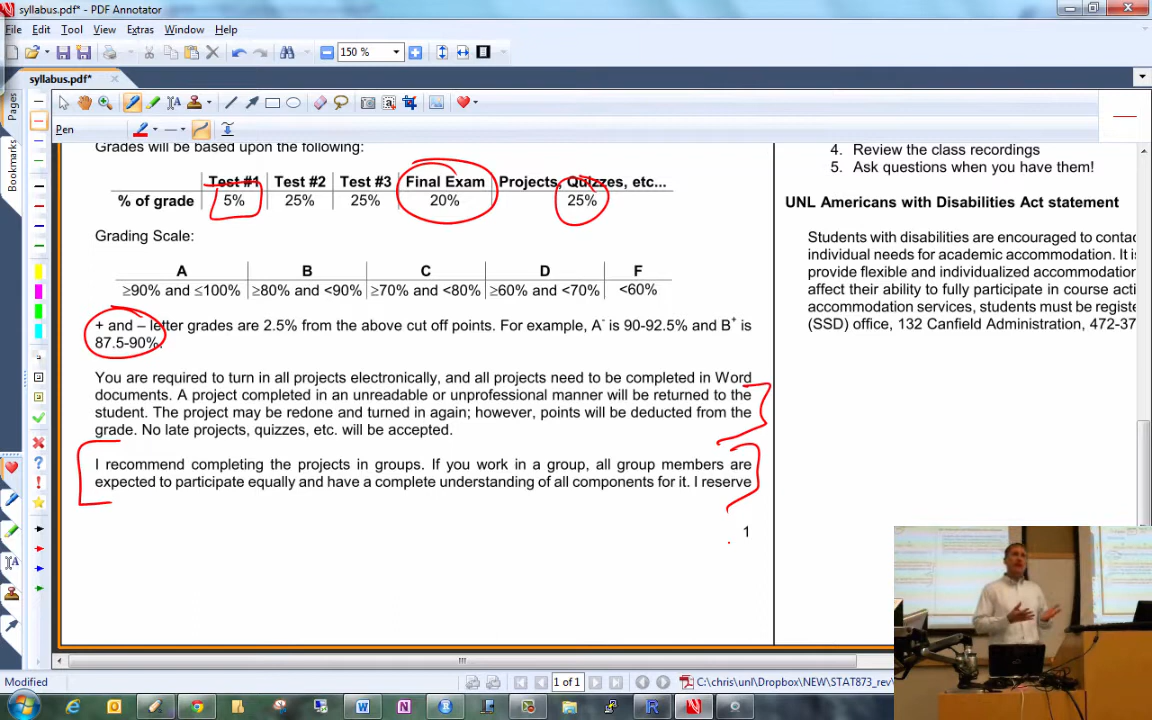 syllabus.pdf* - PDF Annotator
File Edit Tool View Extras Window Help
150 %
syllabus.pdf*
Pen
Pages
Bookmarks
Grades will be based upon the following:
Test #1 Test #2 Test #3 Final Exam Projects, Quizzes, etc...
% of grade 5% 25% 25% 20% 25%
Grading Scale:
A B C D F
≥90% and ≤100% ≥80% and <90% ≥70% and <80% ≥60% and <70% <60%
+ and – letter grades are 2.5% from the above cut off points. For example, A- is 90-92.5% and B+ is
87.5-90%.
You are required to turn in all projects electronically, and all projects need to be completed in Word
documents. A project completed in an unreadable or unprofessional manner will be returned to the
student. The project may be redone and turned in again; however, points will be deducted from the
grade. No late projects, quizzes, etc. will be accepted.
I recommend completing the projects in groups. If you work in a group, all group members are
expected to participate equally and have a complete understanding of all components for it. I reserve
1
4. Review the class recordings
5. Ask questions when you have them!
UNL Americans with Disabilities Act statement
Students with disabilities are encouraged to contac
individual needs for academic accommodation. It is
provide flexible and individualized accommodation
affect their ability to fully participate in course acti
accommodation services, students must be registe
(SSD) office, 132 Canfield Administration, 472-37
Modified
1 of 1
C:\chris\unl\Dropbox\NEW\STAT873_rev\